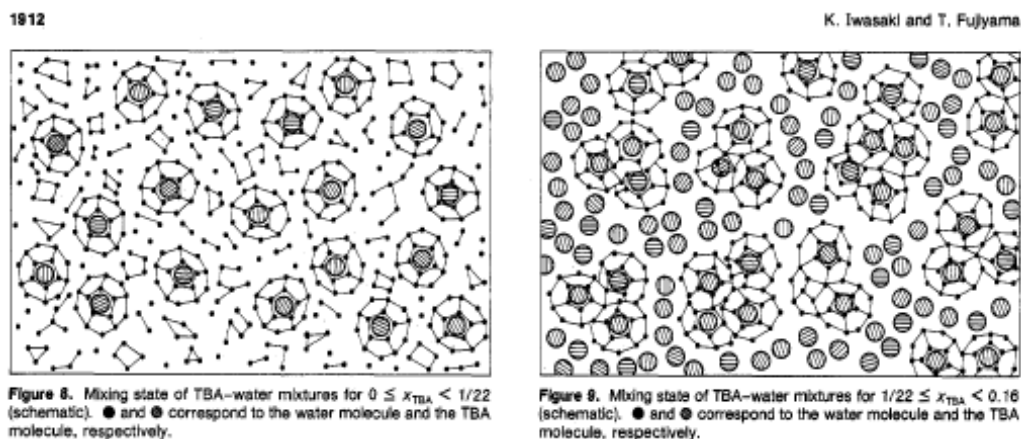 1912
K. Iwasaki and T. Fujiyama
Figure 8. Mixing state of TBA–water mixtures for 0 ≤ xTBA < 1/22
(schematic). ● and ◍ correspond to the water molecule and the TBA
molecule, respectively.
Figure 9. Mixing state of TBA–water mixtures for 1/22 ≤ xTBA < 0.16
(schematic). ● and ◍ correspond to the water molecule and the TBA
molecule, respectively.